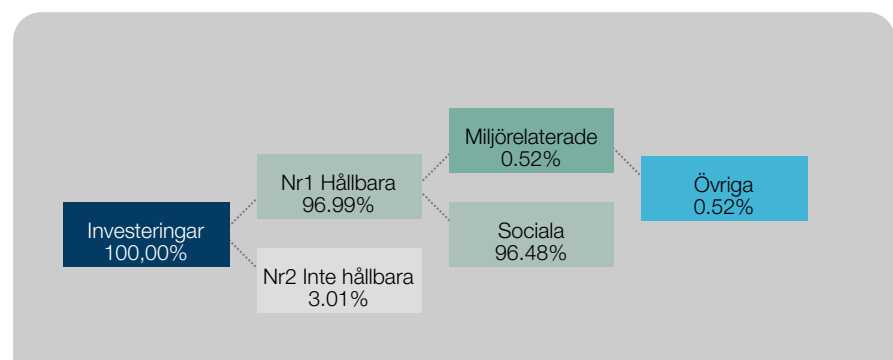 Investeringar
100,00%
Nr1 Hållbara
96.99%
Nr2 Inte hållbara
3.01%
Miljörelaterade
0.52%
Sociala
96.48%
Övriga
0.52%